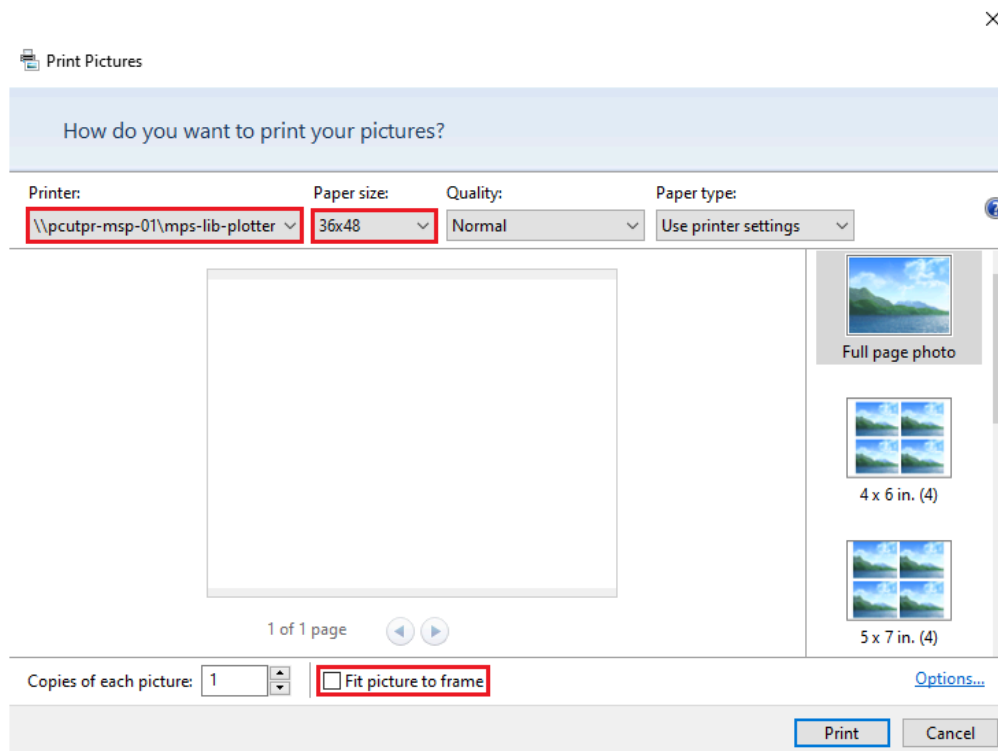 Print Pictures
How do you want to print your pictures?
Printer: Paper size: Quality: Paper type:
\\pcutpr-msp-01\mps-lib-plotter 36x48 Normal Use printer settings
Full page photo
4 x 6 in. (4)
1 of 1 page
5 x 7 in. (4)
Copies of each picture: 1 Fit picture to frame Options...
Print Cancel